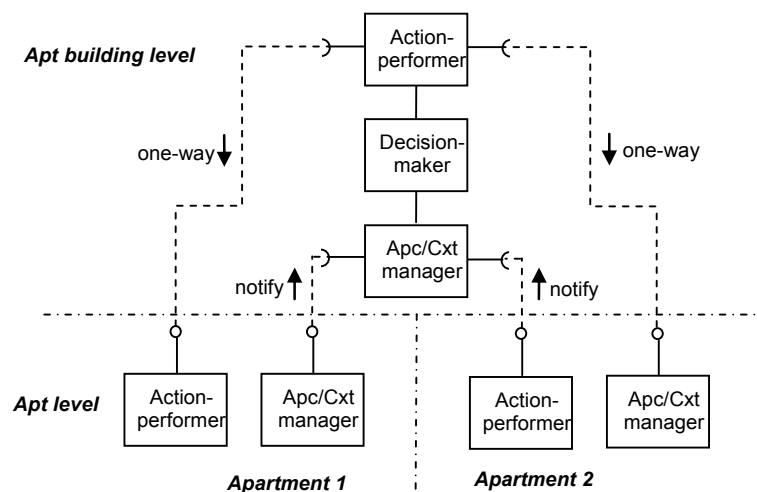 Apt building level
Action-
performer
one-way
Decision-
maker
one-way
Apc/Cxt
manager
notify
notify
Apt level
Action-
performer
Apc/Cxt
manager
Action-
performer
Apc/Cxt
manager
Apartment 1
Apartment 2